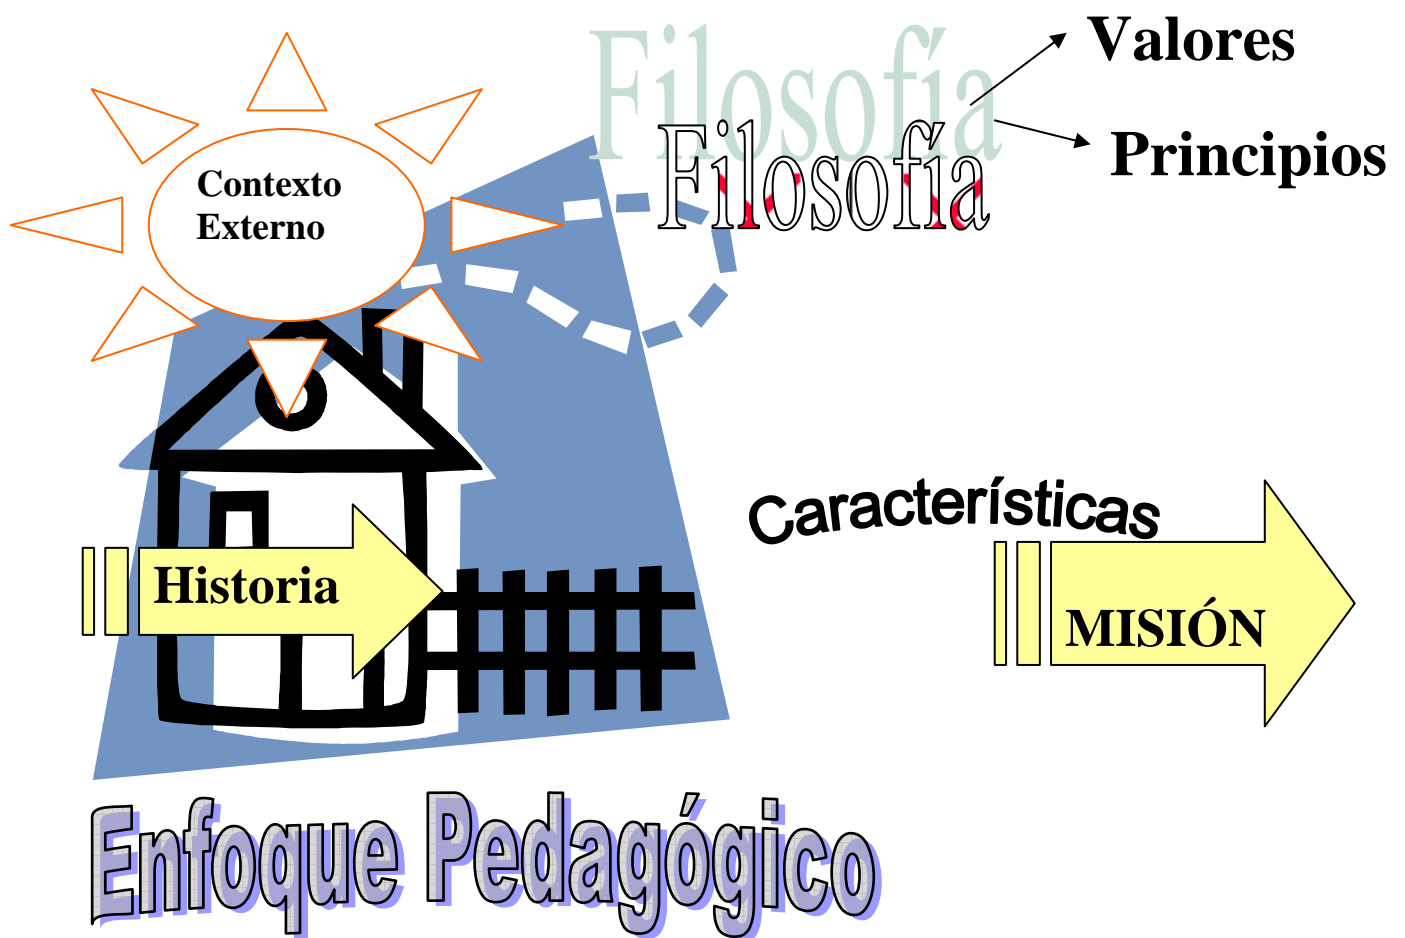 Filosofía
Valores
Filosofía
Principios
Contexto
Externo
Características
Historia
MISIÓN
Enfoque Pedagógico